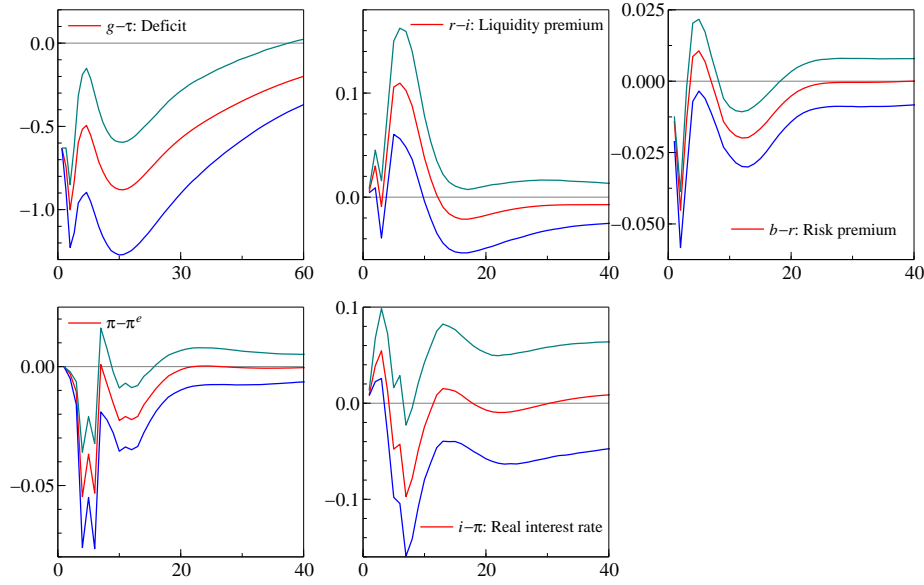 g−τ: Deficit
0.0
−0.5
−1.0
0 30 60
r−i: Liquidity premium
0.1
0.0
0 20 40
0.025
0.000
−0.025
−0.050
b−r: Risk premium
0 20 40
π−πᵉ
0.00
−0.05
0 20 40
0.1
0.0
−0.1
i−π: Real interest rate
0 20 40